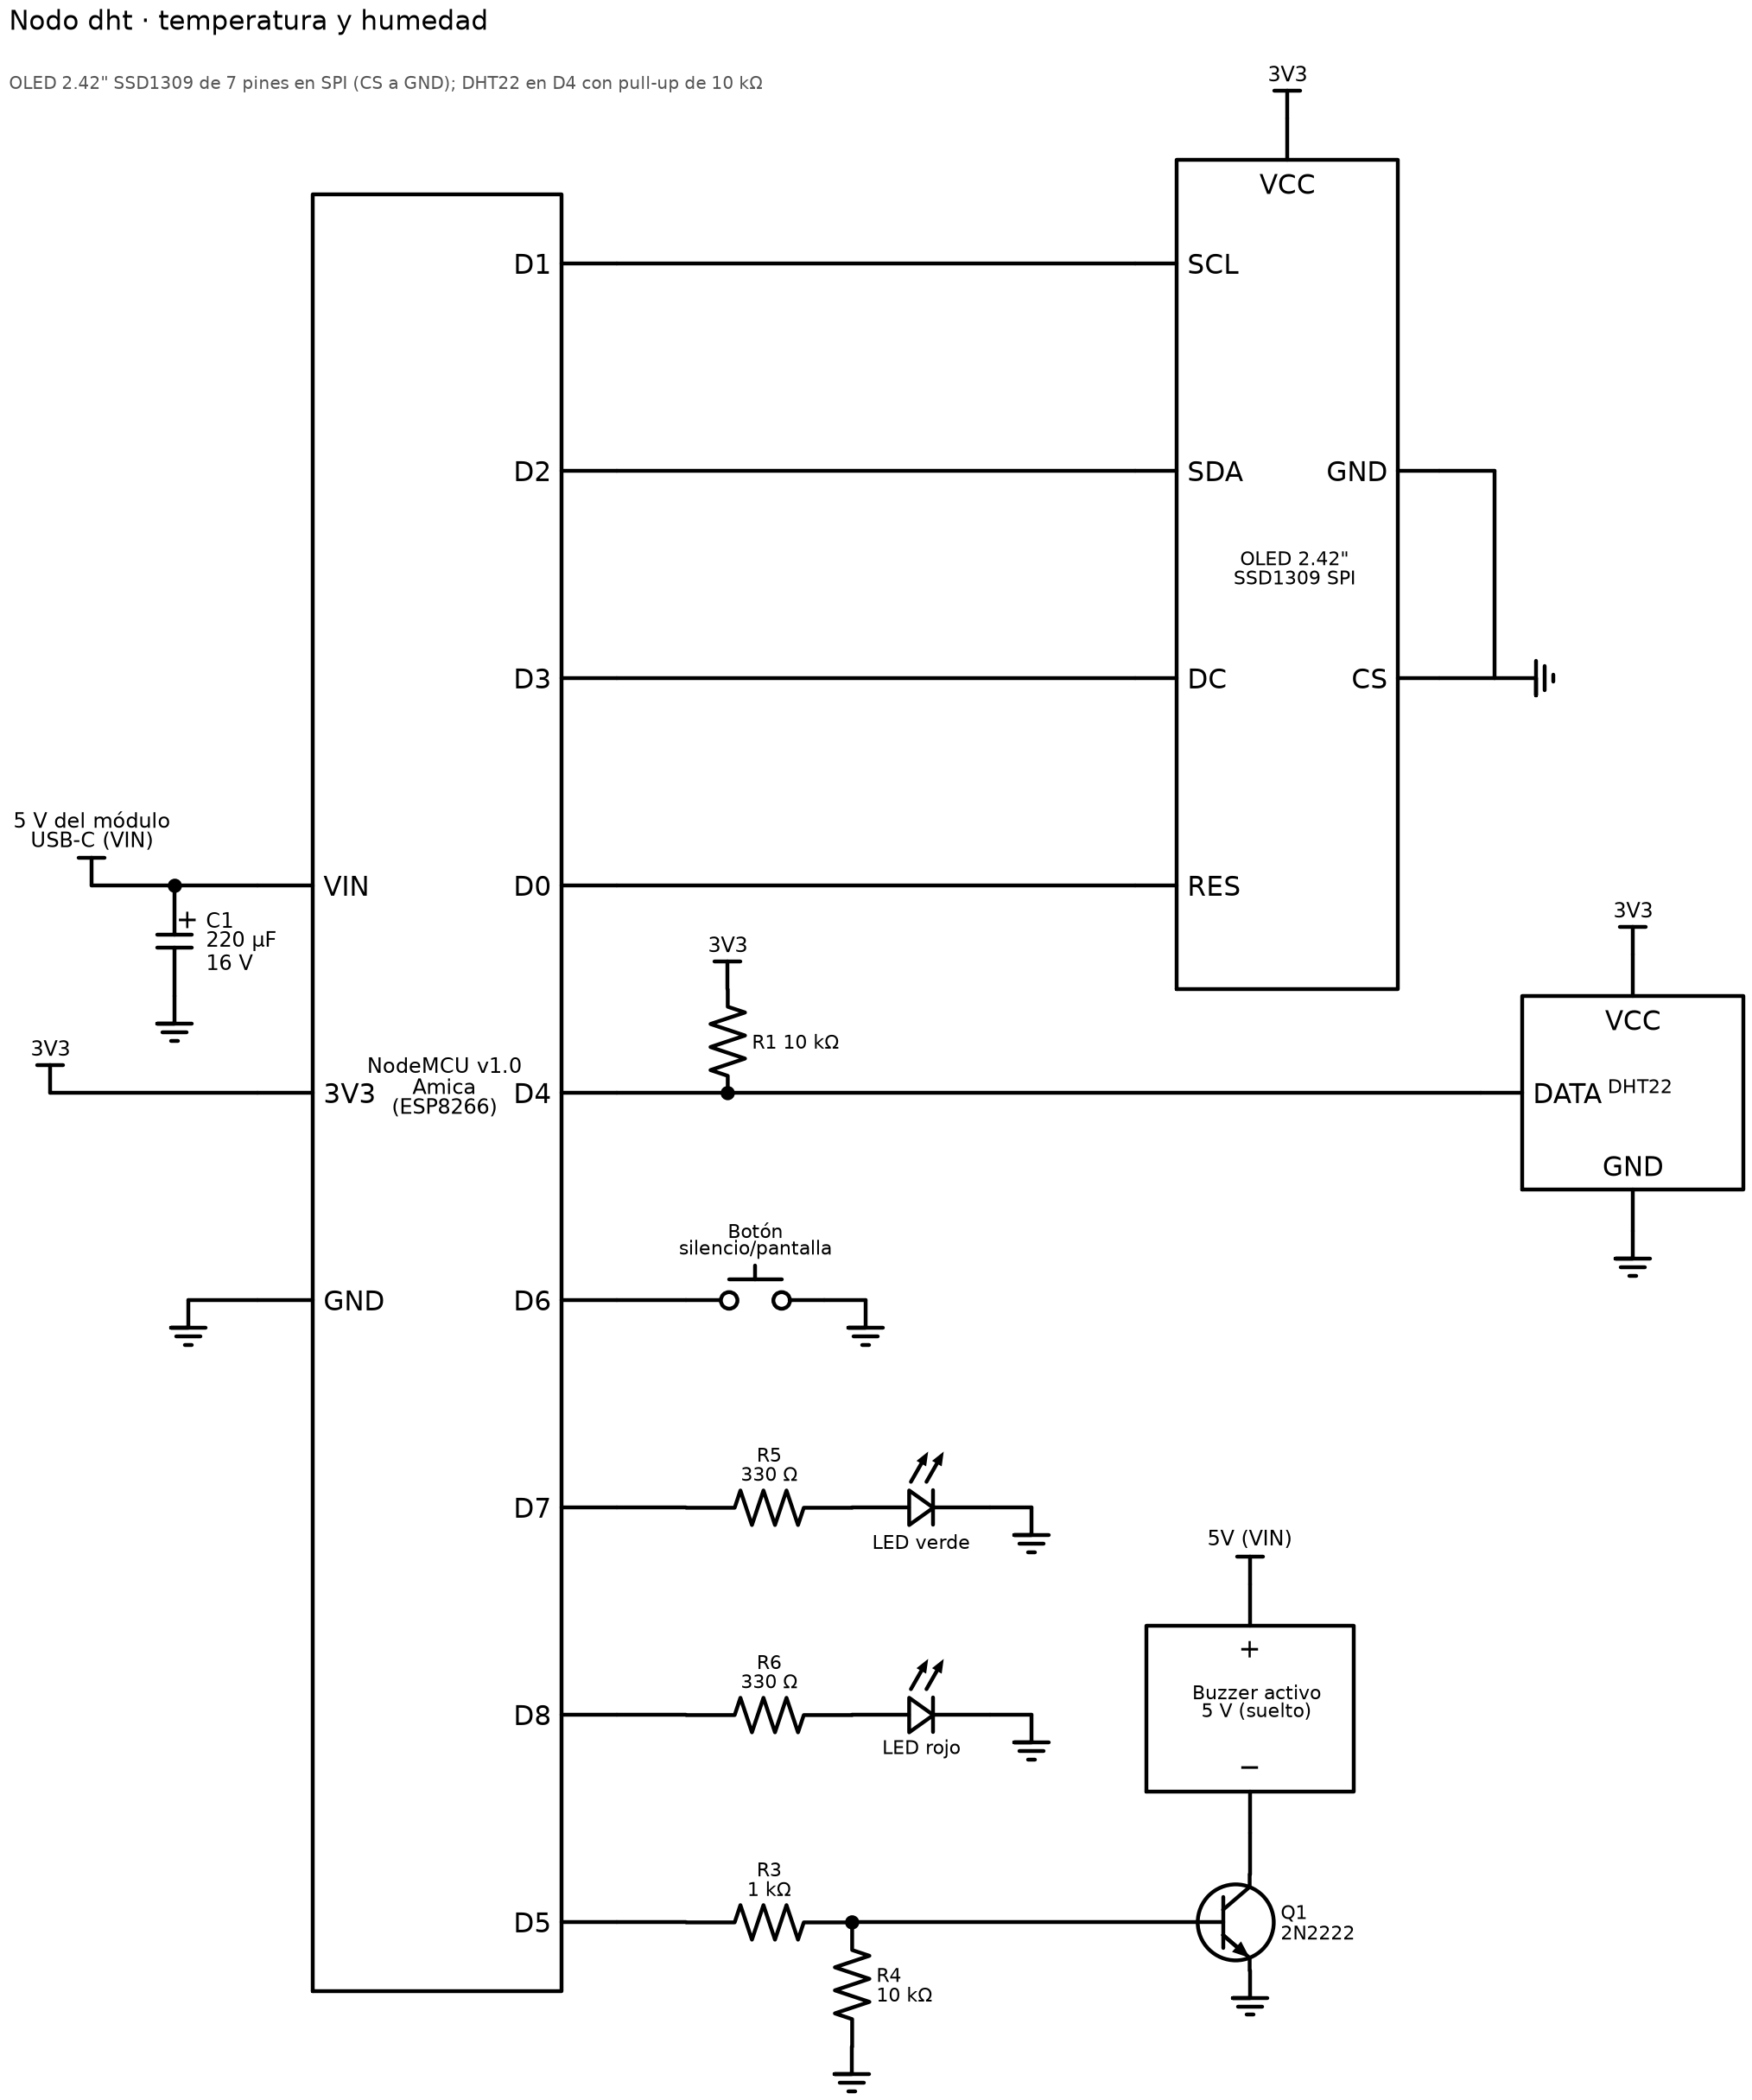 Nodo dht · temperatura y humedad
OLED 2.42" SSD1309 de 7 pines en SPI (CS a GND); DHT22 en D4 con pull-up de 10 kΩ
3V3
VCC
D1
SCL
D2
SDA
GND
OLED 2.42"
SSD1309 SPI
D3
DC
CS
5 V del módulo
USB-C (VIN)
VIN
D0
RES
+ C1
220 µF
16 V
3V3
R1 10 kΩ
3V3
VCC
DATA
DHT22
GND
3V3
3V3
NodeMCU v1.0
Amica
(ESP8266)
D4
Botón
silencio/pantalla
GND
D6
R5
330 Ω
D7
LED verde
R6
330 Ω
D8
LED rojo
5V (VIN)
+
Buzzer activo
5 V (suelto)
−
R3
1 kΩ
D5
Q1
2N2222
R4
10 kΩ